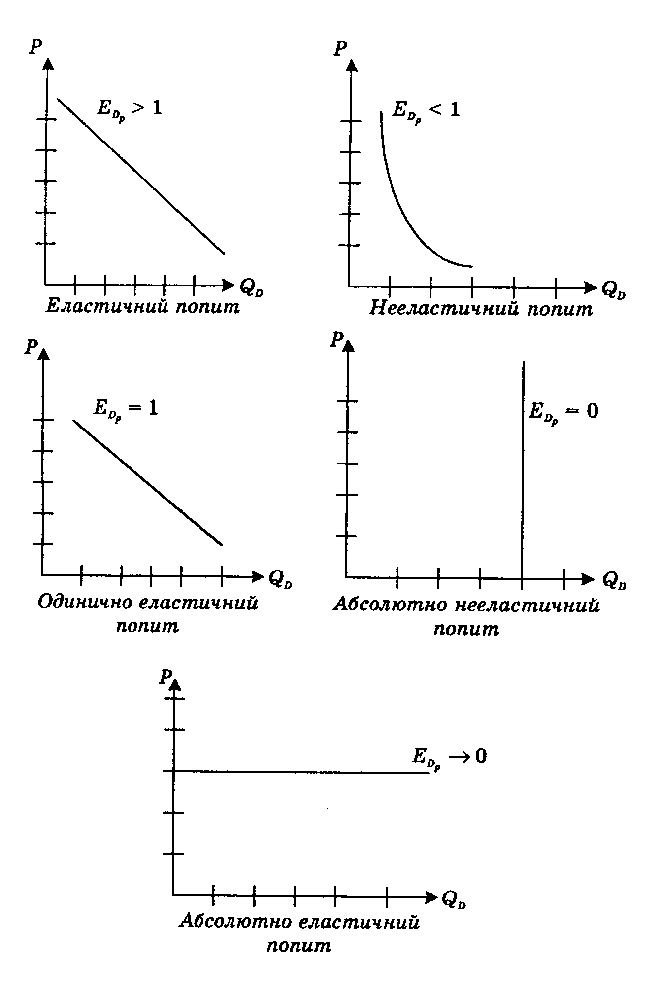 P
E_Dp > 1
Q_D
Еластичний попит
P
E_Dp < 1
Q_D
Нееластичний попит
P
E_Dp = 1
Q_D
Одинично еластичний
попит
P
E_Dp = 0
Q_D
Абсолютно нееластичний
попит
P
E_Dp → 0
Q_D
Абсолютно еластичний
попит